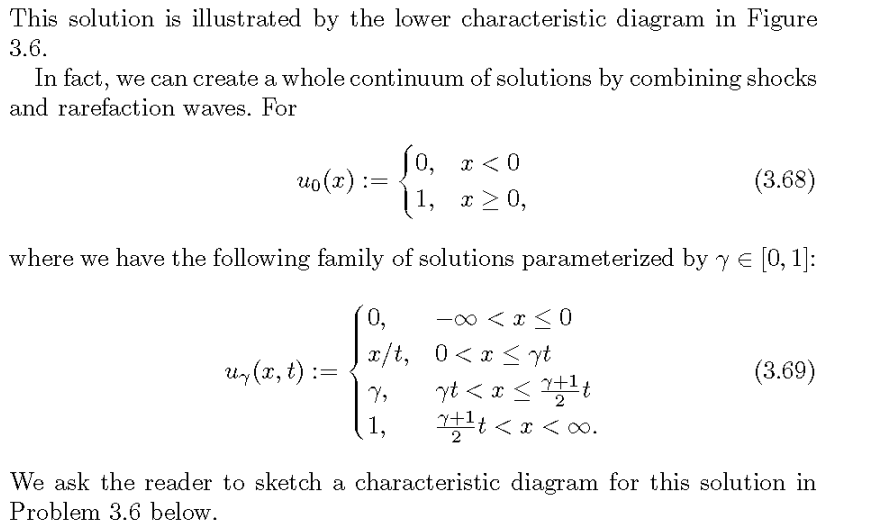 This solution is illustrated by the lower characteristic diagram in Figure
3.6.
In fact, we can create a whole continuum of solutions by combining shocks
and rarefaction waves. For
u₀(x) := { 0, x < 0
1, x ≥ 0, (3.68)
where we have the following family of solutions parameterized by γ ∈ [0, 1]:
uᵧ(x, t) := { 0, −∞ < x ≤ 0
x/t, 0 < x ≤ γt
γ, γt < x ≤ (γ+1)/2 t
1, (γ+1)/2 t < x < ∞. (3.69)
We ask the reader to sketch a characteristic diagram for this solution in
Problem 3.6 below.